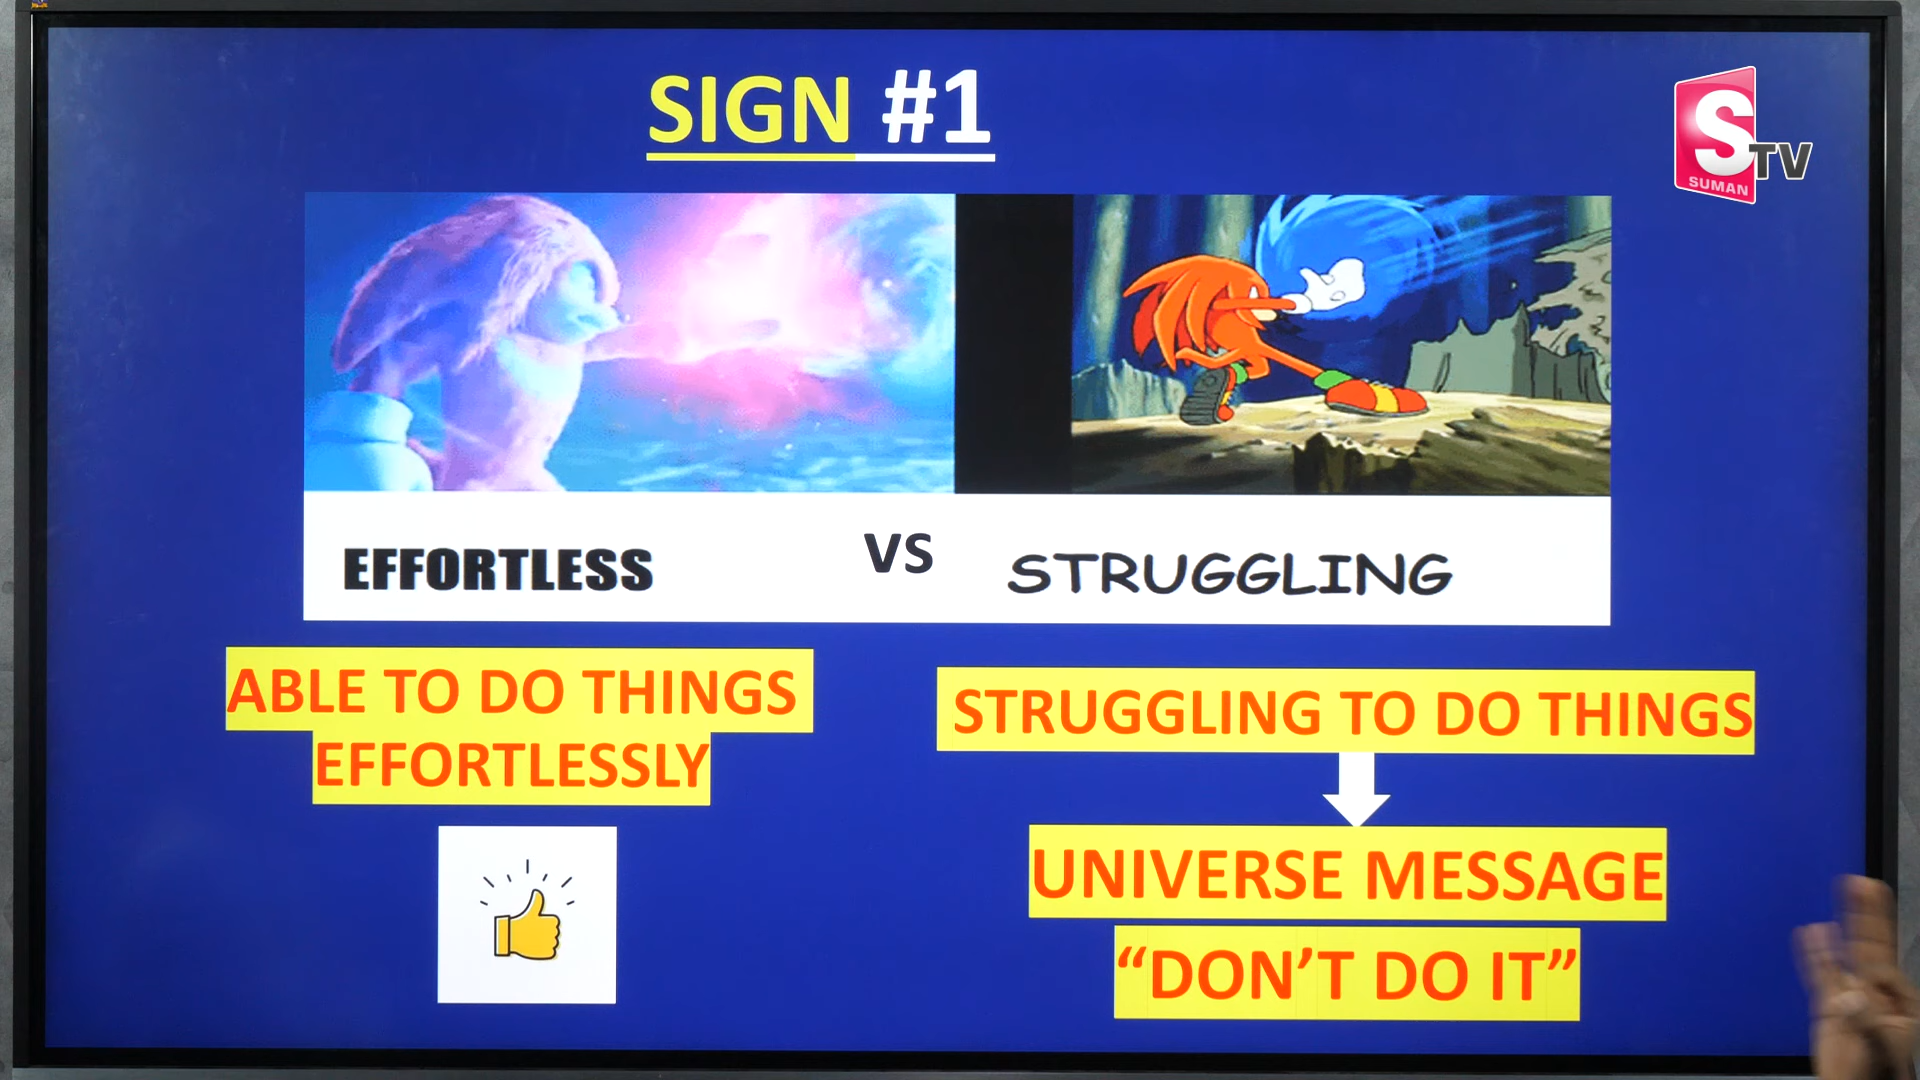 SIGN #1
S
TV
SUMAN
EFFORTLESS VS STRUGGLING
ABLE TO DO THINGS
EFFORTLESSLY
STRUGGLING TO DO THINGS
UNIVERSE MESSAGE
“DON’T DO IT”